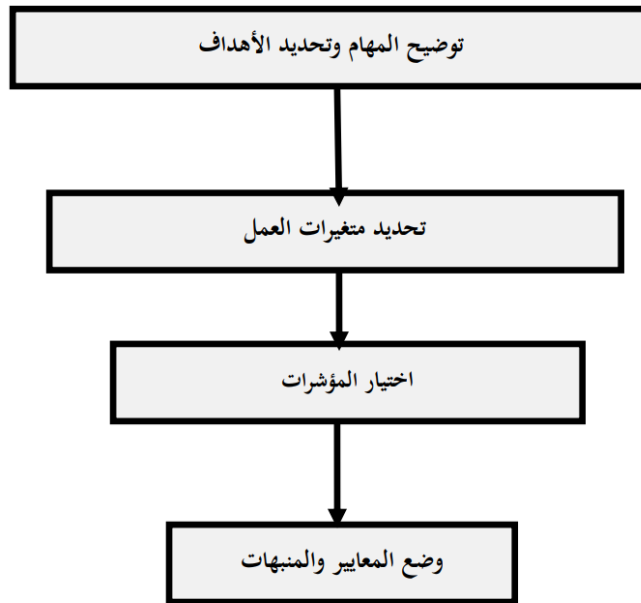 توضيح المهام وتحديد الأهداف
تحديد متغيرات العمل
اختيار المؤشرات
وضع المعايير والمنبهات